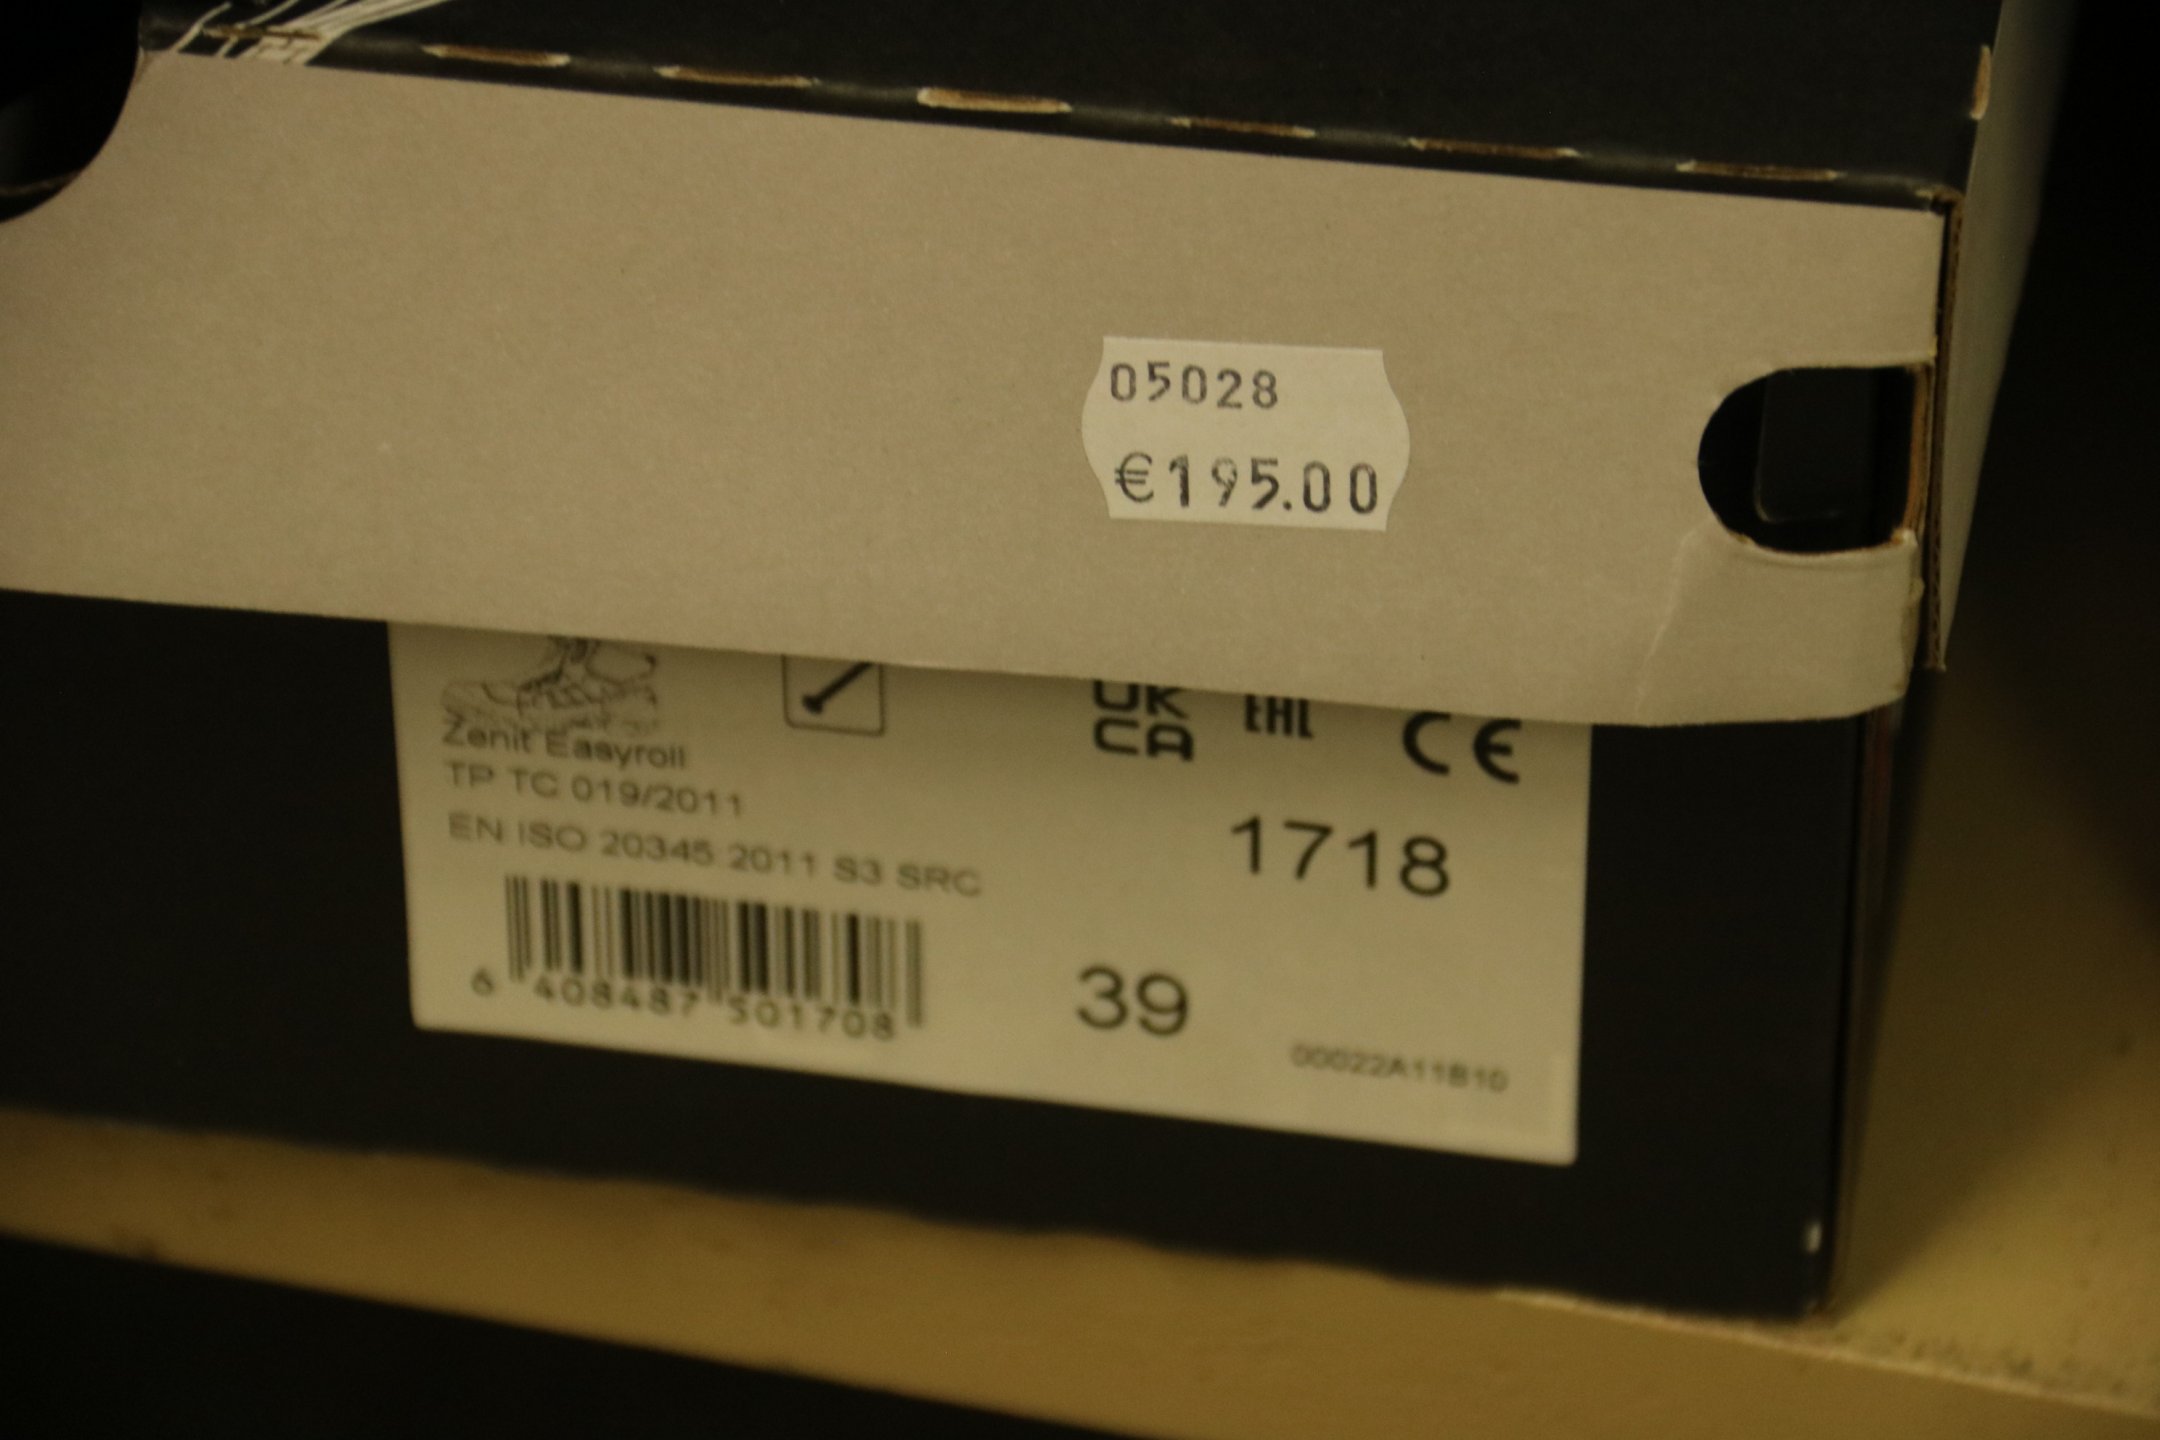 05028
€195.00
UK
CA
EAC
CE
Zenit Easyroll
TP TC 019/2011
EN ISO 20345:2011 S3 SRC
1718
6 408487 501708
39
00022A11B10